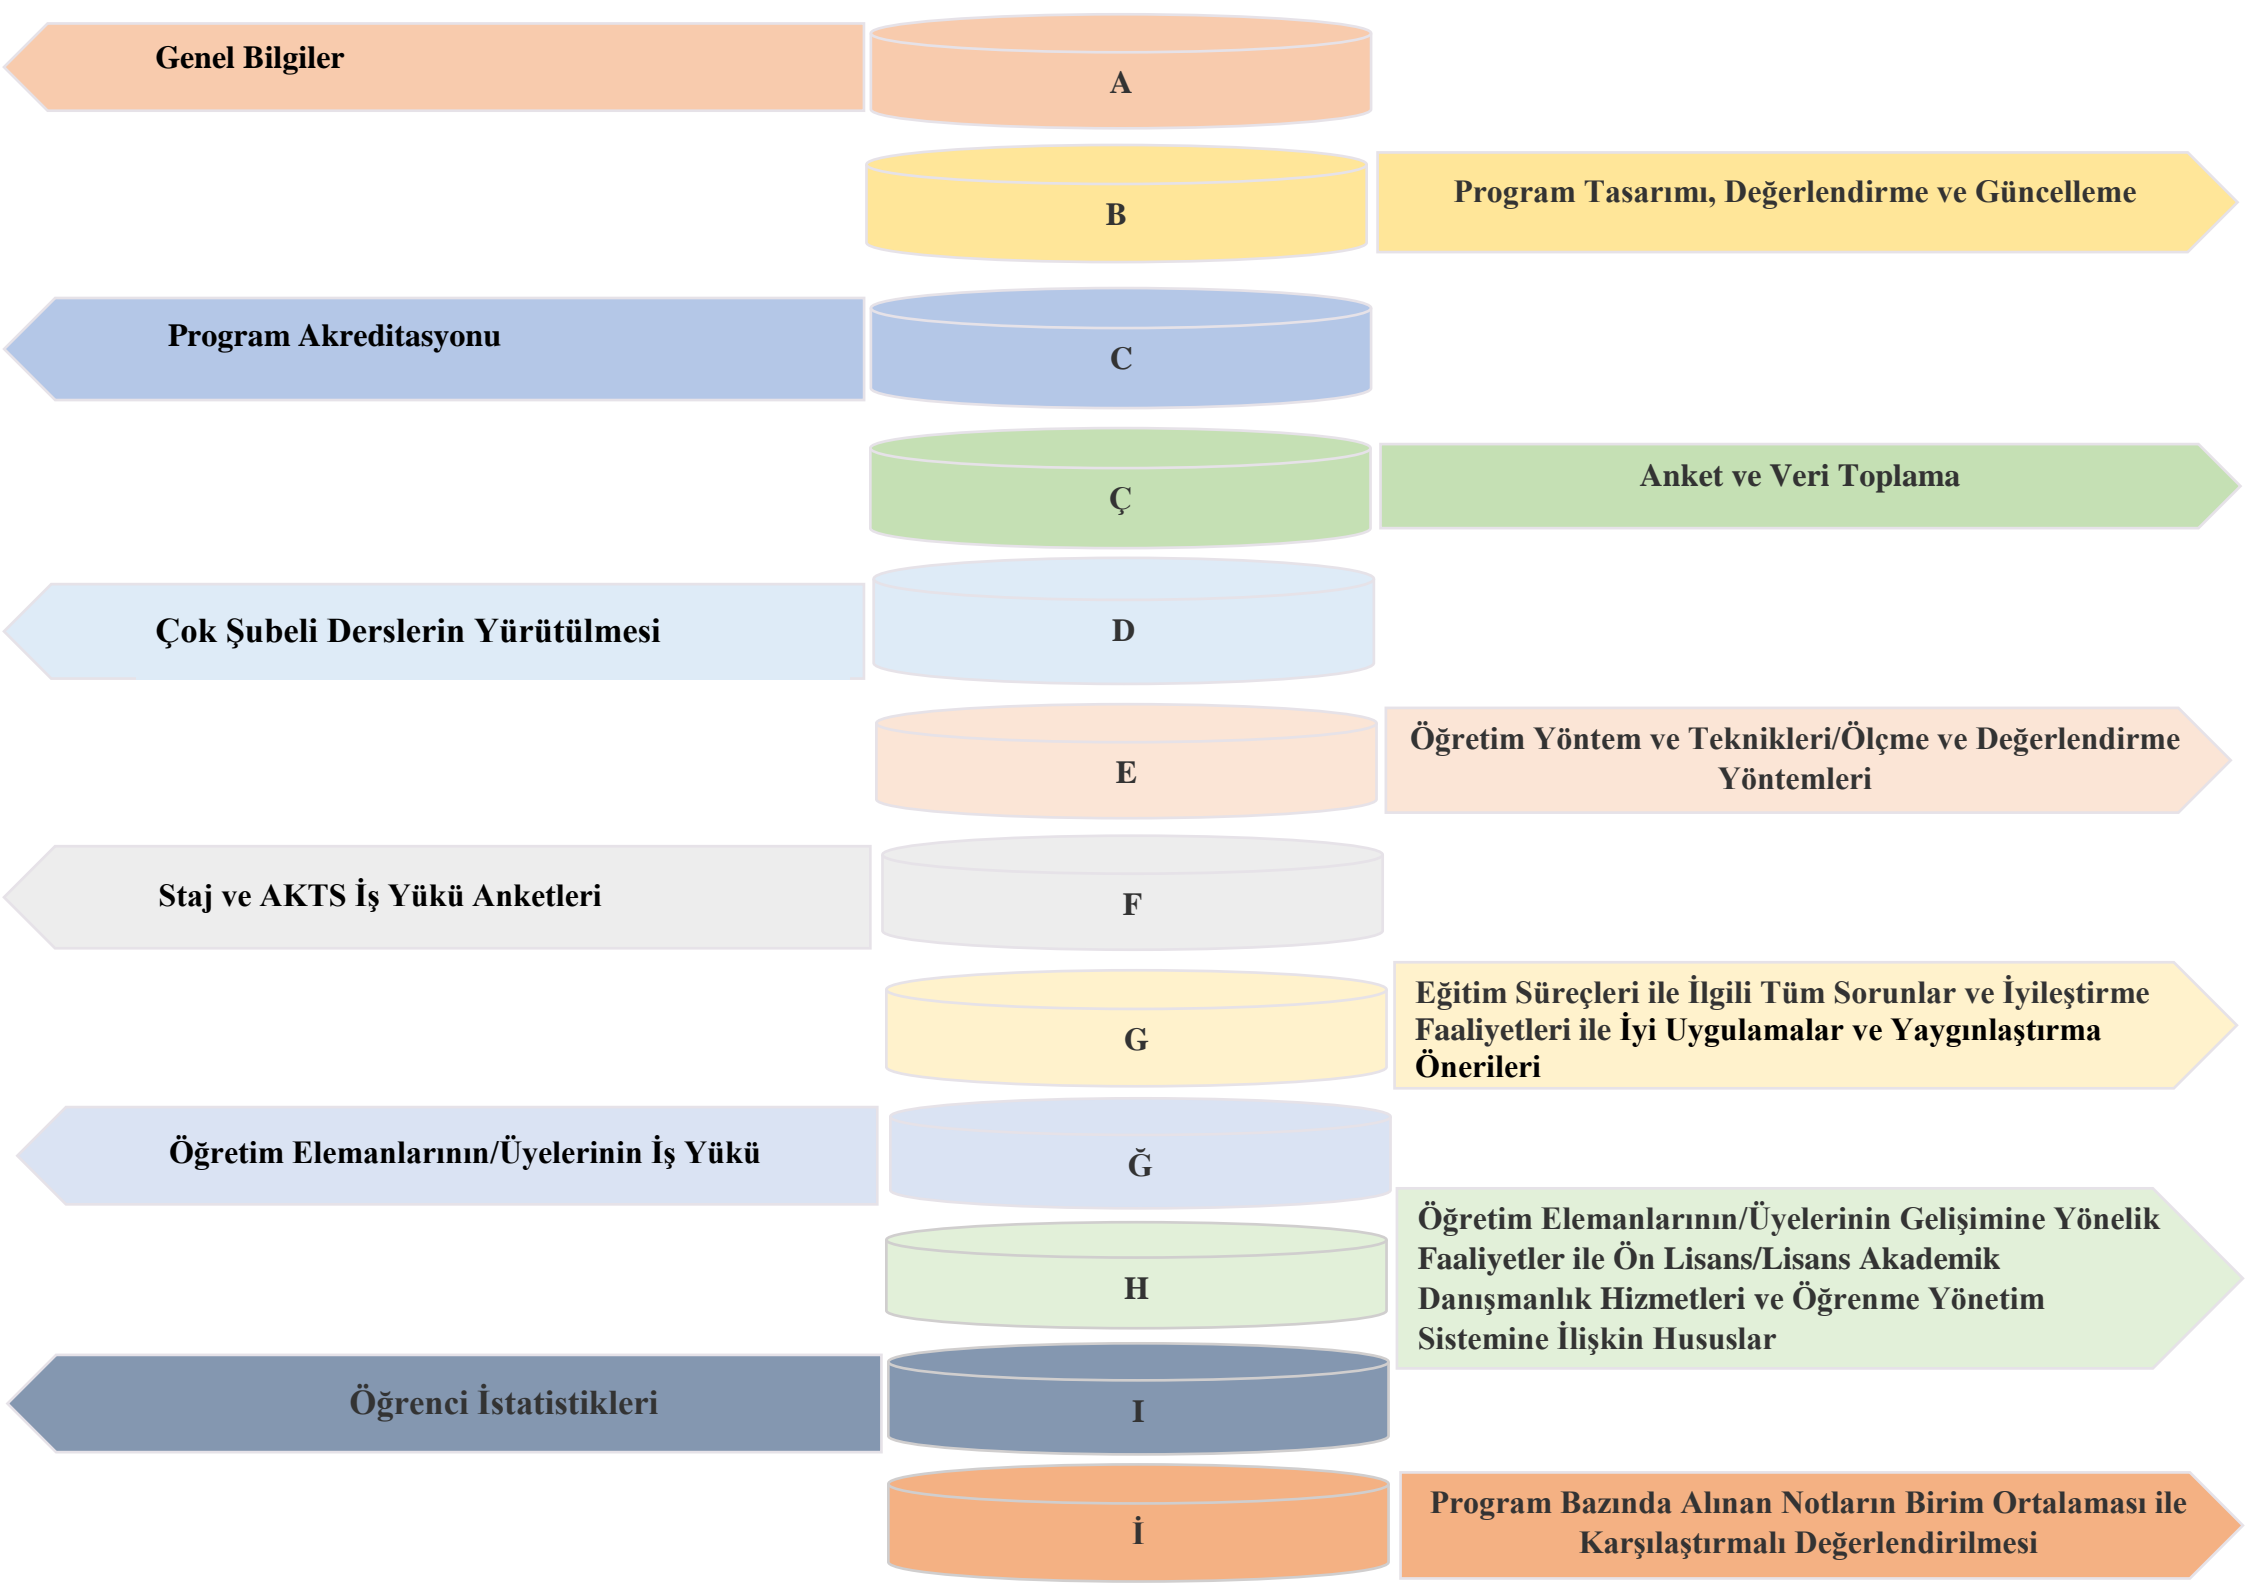 Genel Bilgiler
A
B
Program Tasarımı, Değerlendirme ve Güncelleme
Program Akreditasyonu
C
Ç
Anket ve Veri Toplama
Çok Şubeli Derslerin Yürütülmesi
D
E
Öğretim Yöntem ve Teknikleri/Ölçme ve Değerlendirme
Yöntemleri
Staj ve AKTS İş Yükü Anketleri
F
G
Eğitim Süreçleri ile İlgili Tüm Sorunlar ve İyileştirme
Faaliyetleri ile İyi Uygulamalar ve Yaygınlaştırma
Önerileri
Öğretim Elemanlarının/Üyelerinin İş Yükü
Ğ
H
Öğretim Elemanlarının/Üyelerinin Gelişimine Yönelik
Faaliyetler ile Ön Lisans/Lisans Akademik
Danışmanlık Hizmetleri ve Öğrenme Yönetim
Sistemine İlişkin Hususlar
Öğrenci İstatistikleri
I
İ
Program Bazında Alınan Notların Birim Ortalaması ile
Karşılaştırmalı Değerlendirilmesi